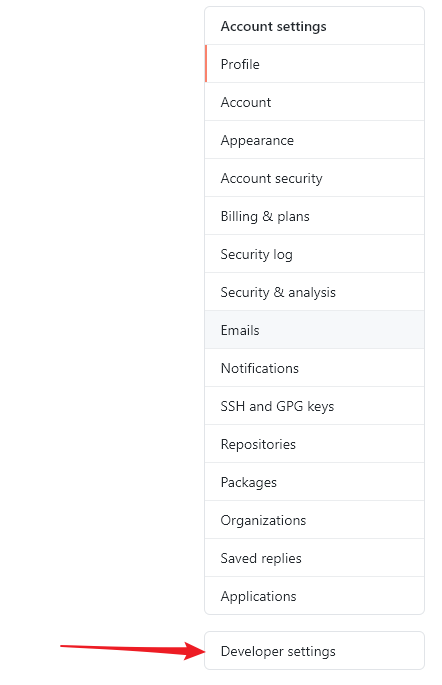 Account settings
Profile
Account
Appearance
Account security
Billing & plans
Security log
Security & analysis
Emails
Notifications
SSH and GPG keys
Repositories
Packages
Organizations
Saved replies
Applications
Developer settings